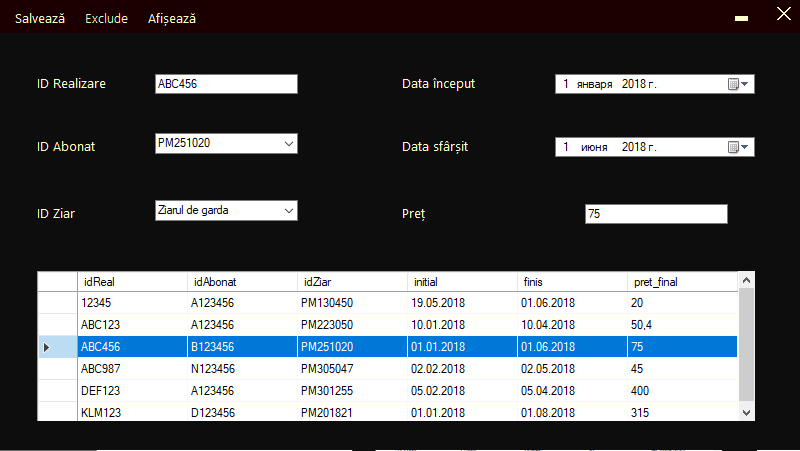 Salvează Exclude Afișează
ID Realizare ABC456 Data început 1 января 2018 г.
ID Abonat PM251020 Data sfârșit 1 июня 2018 г.
ID Ziar Ziarul de garda Preț 75
idReal idAbonat idZiar initial finis pret_final
12345 A123456 PM130450 19.05.2018 01.06.2018 20
ABC123 A123456 PM223050 10.01.2018 10.04.2018 50,4
ABC456 B123456 PM251020 01.01.2018 01.06.2018 75
ABC987 N123456 PM305047 02.02.2018 02.05.2018 45
DEF123 A123456 PM301255 05.02.2018 05.04.2018 400
KLM123 D123456 PM201821 01.01.2018 01.08.2018 315